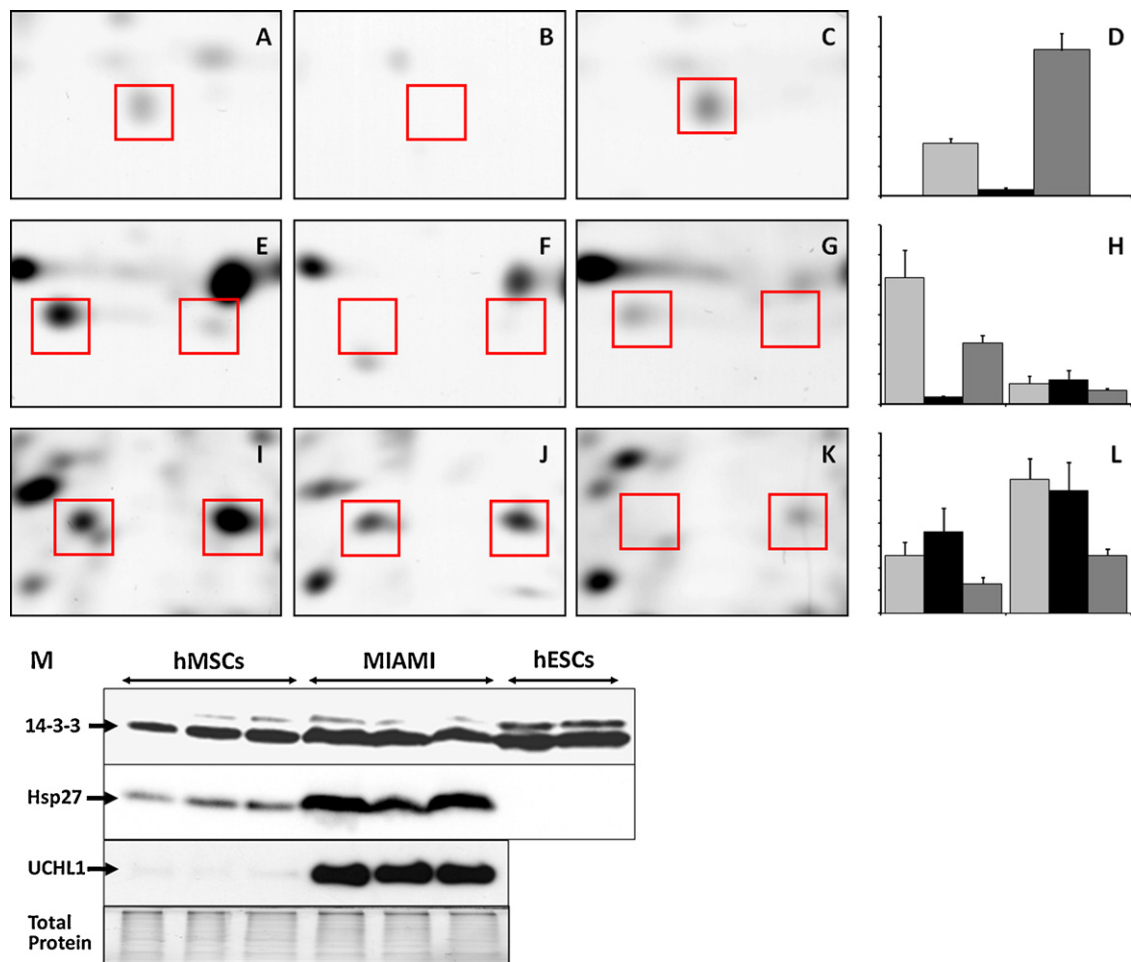 A
B
C
D
E
F
G
H
I
J
K
L
M
hMSCs
MIAMI
hESCs
14-3-3
Hsp27
UCHL1
Total
Protein